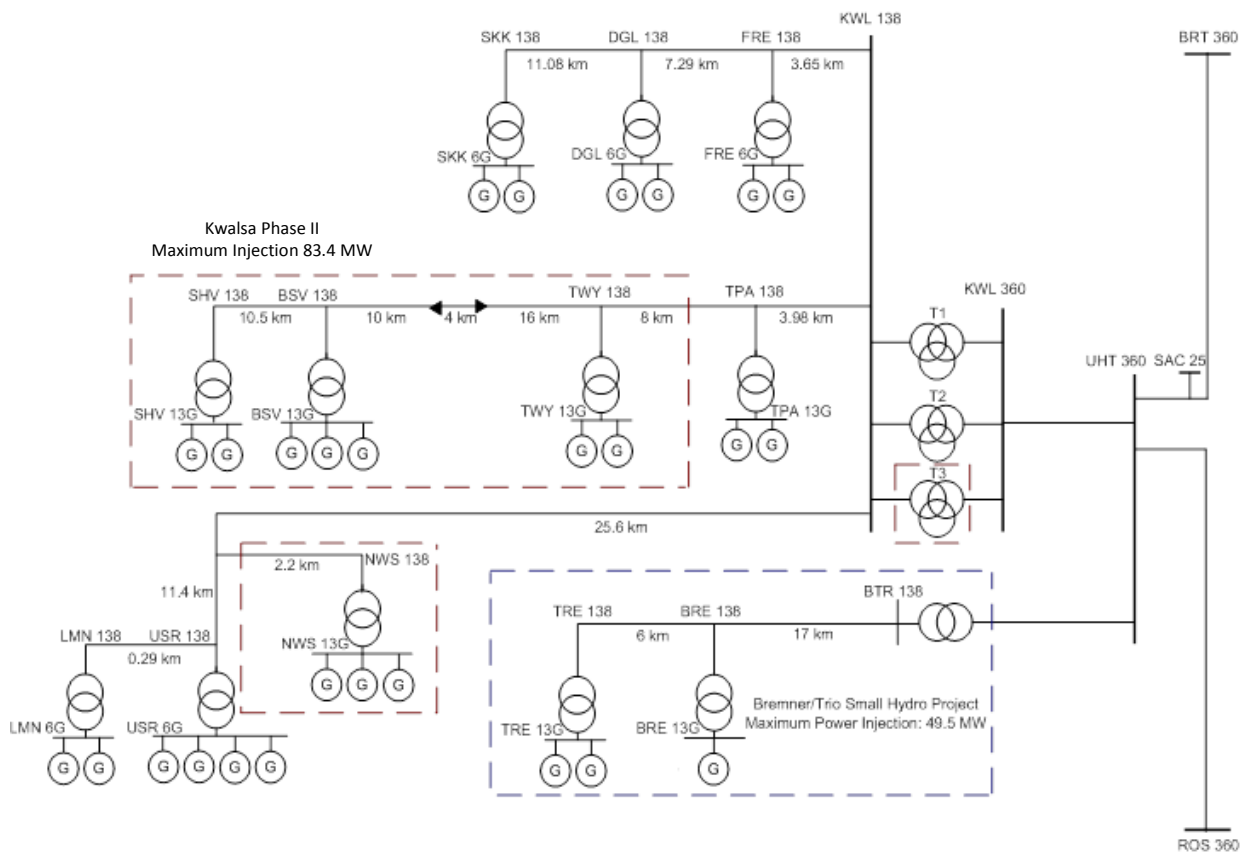 KWL 138
SKK 138
DGL 138
FRE 138
BRT 360
11.08 km
7.29 km
3.65 km
SKK 6G
DGL 6G
FRE 6G
G
G
G
G
G
G
Kwalsa Phase II
Maximum Injection 83.4 MW
SHV 138
BSV 138
TWY 138
TPA 138
KWL 360
10.5 km
10 km
4 km
16 km
8 km
3.98 km
T1
UHT 360
SAC 25
T2
SHV 13G
BSV 13G
TWY 13G
TPA 13G
G
G
G
G
G
G
G
G
G
T3
25.6 km
2.2 km
NWS 138
11.4 km
BTR 138
LMN 138
USR 138
TRE 138
BRE 138
0.29 km
6 km
17 km
NWS 13G
G
G
G
Bremner/Trio Small Hydro Project
Maximum Power Injection: 49.5 MW
LMN 6G
USR 6G
TRE 13G
BRE 13G
G
G
G
G
G
G
G
G
G
ROS 360